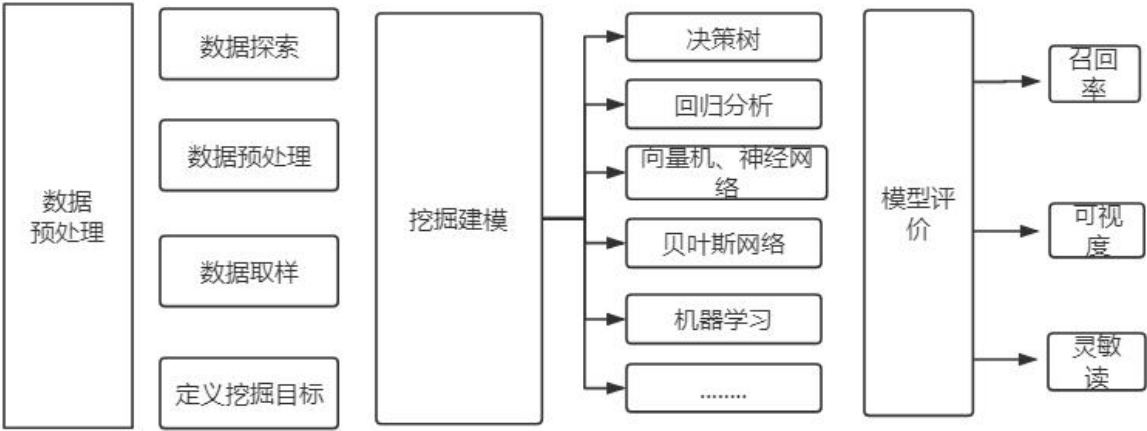 数据
预处理
数据探索
数据预处理
数据取样
定义挖掘目标
挖掘建模
决策树
回归分析
向量机、神经网
络
贝叶斯网络
机器学习
........
模型评
价
召回
率
可视
度
灵敏
读